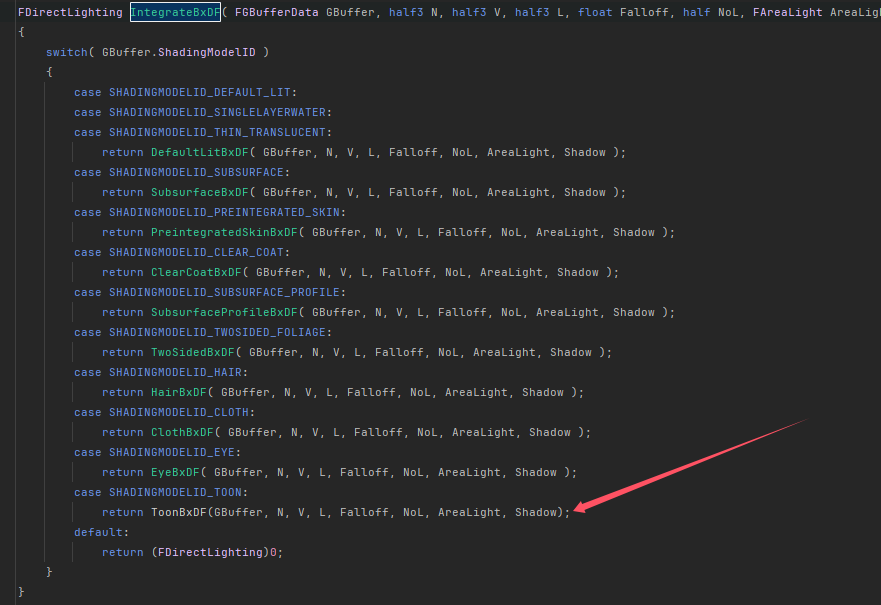 FDirectLighting IntegrateBxDF( FGBufferData GBuffer, half3 N, half3 V, half3 L, float Falloff, half NoL, FAreaLight
{
switch( GBuffer.ShadingModelID )
{
case SHADINGMODELID_DEFAULT_LIT:
case SHADINGMODELID_SINGLELAYERWATER:
case SHADINGMODELID_THIN_TRANSLUCENT:
return DefaultLitBxDF( GBuffer, N, V, L, Falloff, NoL, AreaLight, Shadow );
case SHADINGMODELID_SUBSURFACE:
return SubsurfaceBxDF( GBuffer, N, V, L, Falloff, NoL, AreaLight, Shadow );
case SHADINGMODELID_PREINTEGRATED_SKIN:
return PreintegratedSkinBxDF( GBuffer, N, V, L, Falloff, NoL, AreaLight, Shadow );
case SHADINGMODELID_CLEAR_COAT:
return ClearCoatBxDF( GBuffer, N, V, L, Falloff, NoL, AreaLight, Shadow );
case SHADINGMODELID_SUBSURFACE_PROFILE:
return SubsurfaceProfileBxDF( GBuffer, N, V, L, Falloff, NoL, AreaLight, Shadow );
case SHADINGMODELID_TWOSIDED_FOLIAGE:
return TwoSidedBxDF( GBuffer, N, V, L, Falloff, NoL, AreaLight, Shadow );
case SHADINGMODELID_HAIR:
return HairBxDF( GBuffer, N, V, L, Falloff, NoL, AreaLight, Shadow );
case SHADINGMODELID_CLOTH:
return ClothBxDF( GBuffer, N, V, L, Falloff, NoL, AreaLight, Shadow );
case SHADINGMODELID_EYE:
return EyeBxDF( GBuffer, N, V, L, Falloff, NoL, AreaLight, Shadow );
case SHADINGMODELID_TOON:
return ToonBxDF(GBuffer, N, V, L, Falloff, NoL, AreaLight, Shadow);
default:
return (FDirectLighting)0;
}
}